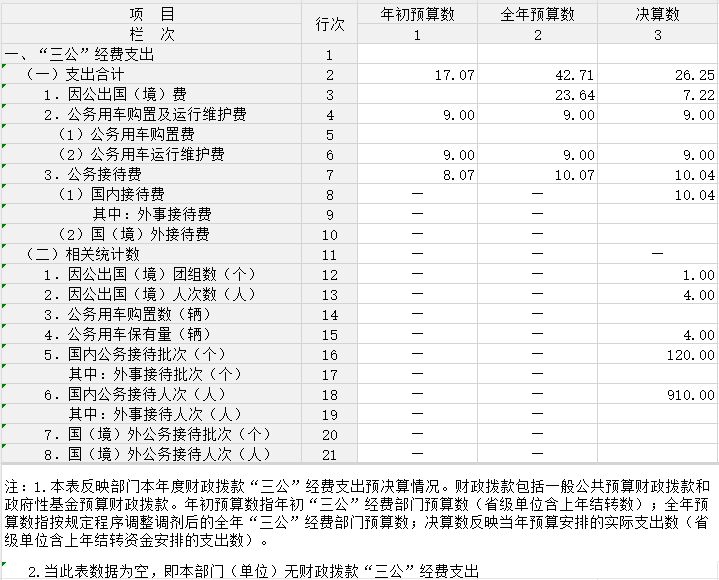 项 目 行次 年初预算数 全年预算数 决算数
栏 次 1 2 3
一、“三公”经费支出 1
（一）支出合计 2 17.07 42.71 26.25
1．因公出国（境）费 3 23.64 7.22
2．公务用车购置及运行维护费 4 9.00 9.00 9.00
（1）公务用车购置费 5
（2）公务用车运行维护费 6 9.00 9.00 9.00
3．公务接待费 7 8.07 10.07 10.04
（1）国内接待费 8 — — 10.04
其中：外事接待费 9 — —
（2）国（境）外接待费 10 — —
（二）相关统计数 11 — — —
1．因公出国（境）团组数（个） 12 — — 1.00
2．因公出国（境）人次数（人） 13 — — 4.00
3．公务用车购置数（辆） 14 — —
4．公务用车保有量（辆） 15 — — 4.00
5．国内公务接待批次（个） 16 — — 120.00
其中：外事接待批次（个） 17 — —
6．国内公务接待人次（人） 18 — — 910.00
其中：外事接待人次（人） 19 — —
7．国（境）外公务接待批次（个） 20 — —
8．国（境）外公务接待人次（人） 21 — —
注：1.本表反映部门本年度财政拨款“三公”经费支出预决算情况。财政拨款包括一般公共预算财政拨款和
政府性基金预算财政拨款。年初预算数指年初“三公”经费部门预算数（省级单位含上年结转数）；全年预
算数指按规定程序调整调剂后的全年“三公”经费部门预算数；决算数反映当年预算安排的实际支出数（省
级单位含上年结转资金安排的支出数）。
2.当此表数据为空，即本部门（单位）无财政拨款“三公”经费支出